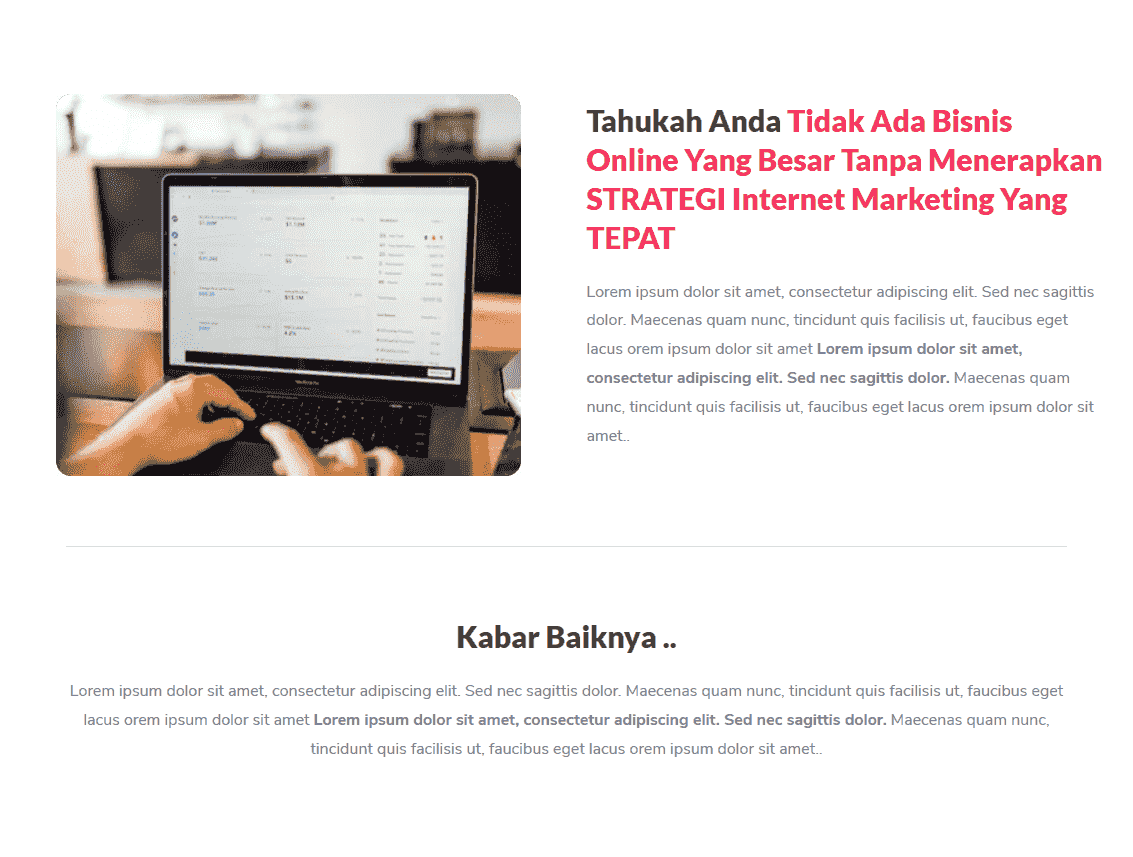 Tahukah Anda Tidak Ada Bisnis
Online Yang Besar Tanpa Menerapkan
STRATEGI Internet Marketing Yang
TEPAT
Lorem ipsum dolor sit amet, consectetur adipiscing elit. Sed nec sagittis
dolor. Maecenas quam nunc, tincidunt quis facilisis ut, faucibus eget
lacus orem ipsum dolor sit amet Lorem ipsum dolor sit amet,
consectetur adipiscing elit. Sed nec sagittis dolor. Maecenas quam
nunc, tincidunt quis facilisis ut, faucibus eget lacus orem ipsum dolor sit
amet..
Kabar Baiknya ..
Lorem ipsum dolor sit amet, consectetur adipiscing elit. Sed nec sagittis dolor. Maecenas quam nunc, tincidunt quis facilisis ut, faucibus eget
lacus orem ipsum dolor sit amet Lorem ipsum dolor sit amet, consectetur adipiscing elit. Sed nec sagittis dolor. Maecenas quam nunc,
tincidunt quis facilisis ut, faucibus eget lacus orem ipsum dolor sit amet..